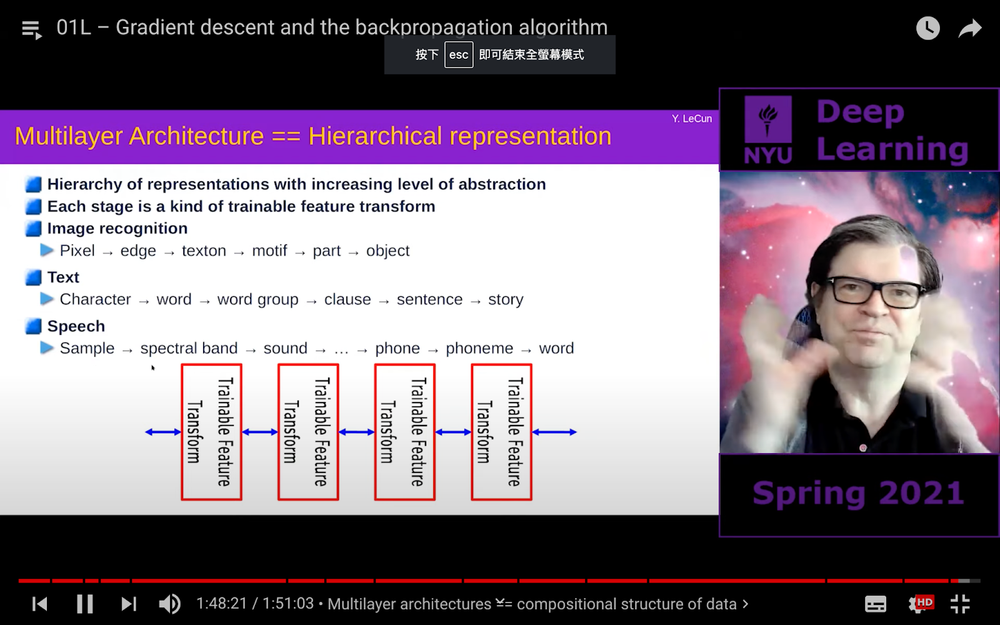 01L – Gradient descent and the backpropagation algorithm
按下 esc 即可結束全螢幕模式
Y. LeCun
Multilayer Architecture == Hierarchical representation
Hierarchy of representations with increasing level of abstraction
Each stage is a kind of trainable feature transform
Image recognition
Pixel → edge → texton → motif → part → object
Text
Character → word → word group → clause → sentence → story
Speech
Sample → spectral band → sound → … → phone → phoneme → word
Trainable Feature
Transform
Trainable Feature
Transform
Trainable Feature
Transform
Trainable Feature
Transform
NYU
Deep
Learning
Spring 2021
1:48:21 / 1:51:03 • Multilayer architectures == compositional structure of data >
HD